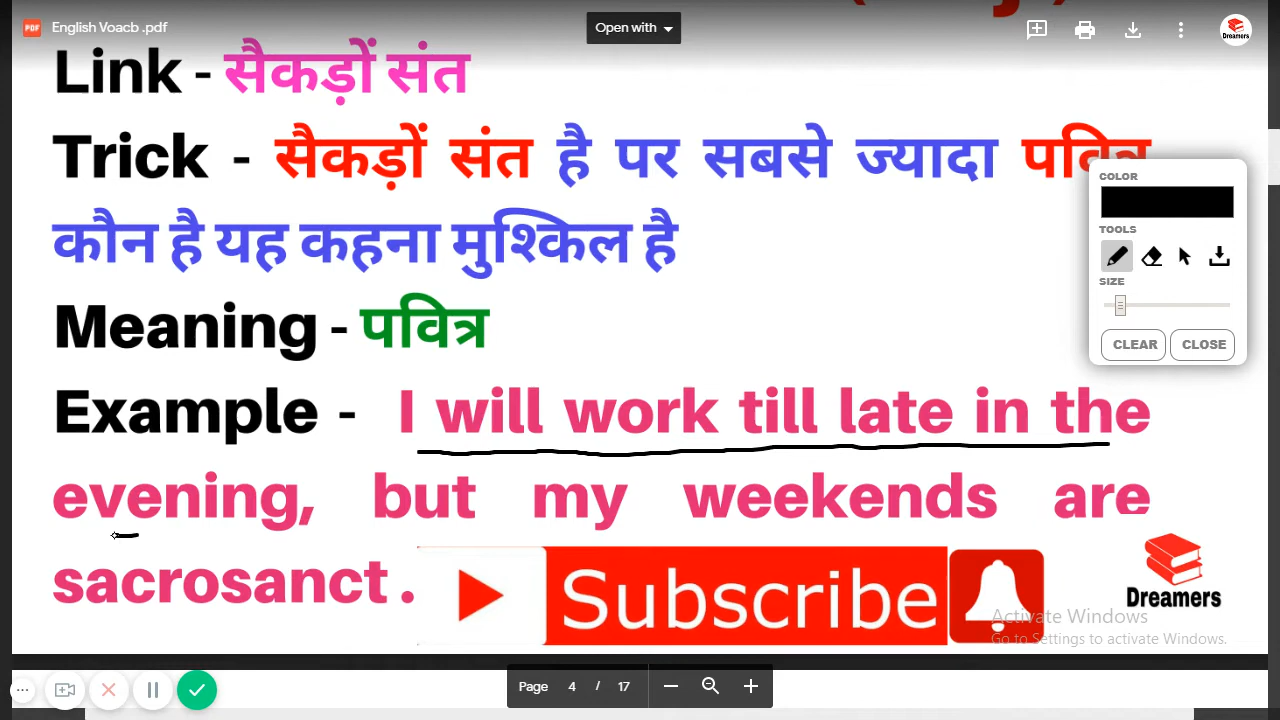 English Voacb .pdf
Open with
Dreamers
Link - सैकड़ों संत
Trick - सैकड़ों संत है पर सबसे ज्यादा पवित्र
कौन है यह कहना मुश्किल है
Meaning - पवित्र
Example - I will work till late in the
evening, but my weekends are
sacrosanct .
COLOR
TOOLS
SIZE
CLEAR CLOSE
Subscribe
Dreamers
Activate Windows
Go to Settings to activate Windows.
Page 4 / 17